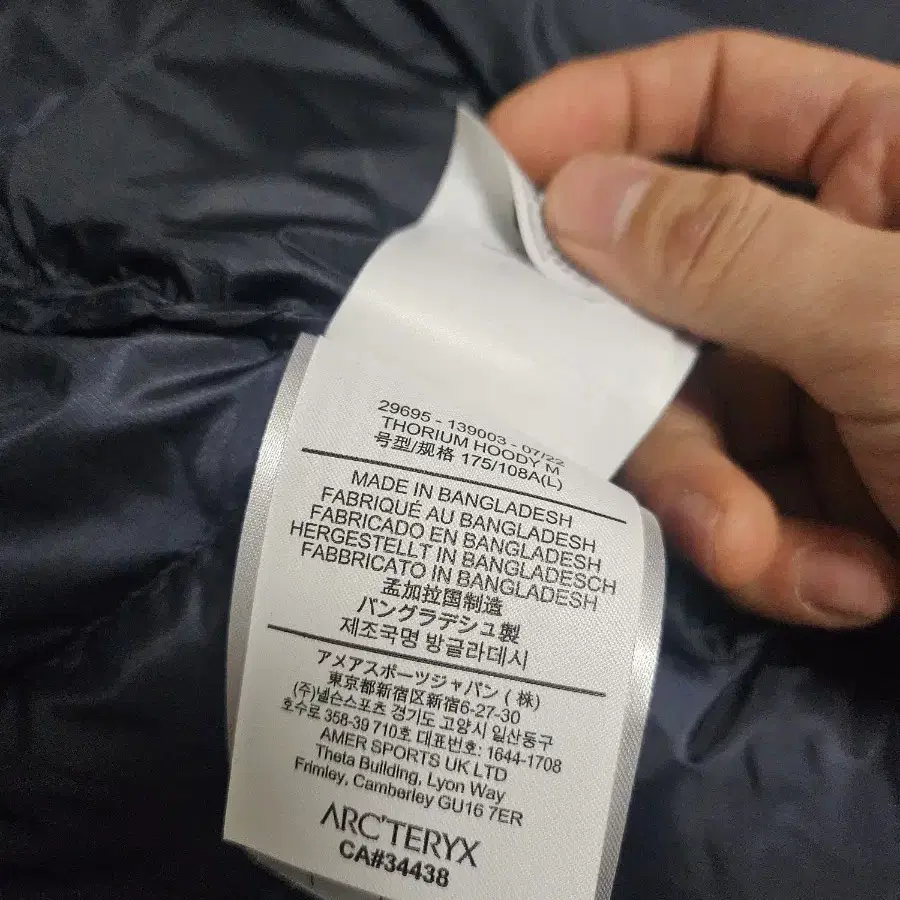 29695 - 139003 - 07/22
THORIUM HOODY M
号型/规格 175/108A(L)
MADE IN BANGLADESH
FABRIQUÉ AU BANGLADESH
FABRICADO EN BANGLADESH
HERGESTELLT IN BANGLADESCH
FABBRICATO IN BANGLADESH
孟加拉国制造
バングラデシュ製
제조국명 방글라데시
アメアスポーツジャパン ( 株)
東京都新宿区新宿6-27-30
(주)넬슨스포츠 경기도 고양시 일산동구
호수로 358-39 710호 대표번호: 1644-1708
AMER SPORTS UK LTD
Theta Building, Lyon Way
Frimley, Camberley GU16 7ER
ARC'TERYX
CA#34438